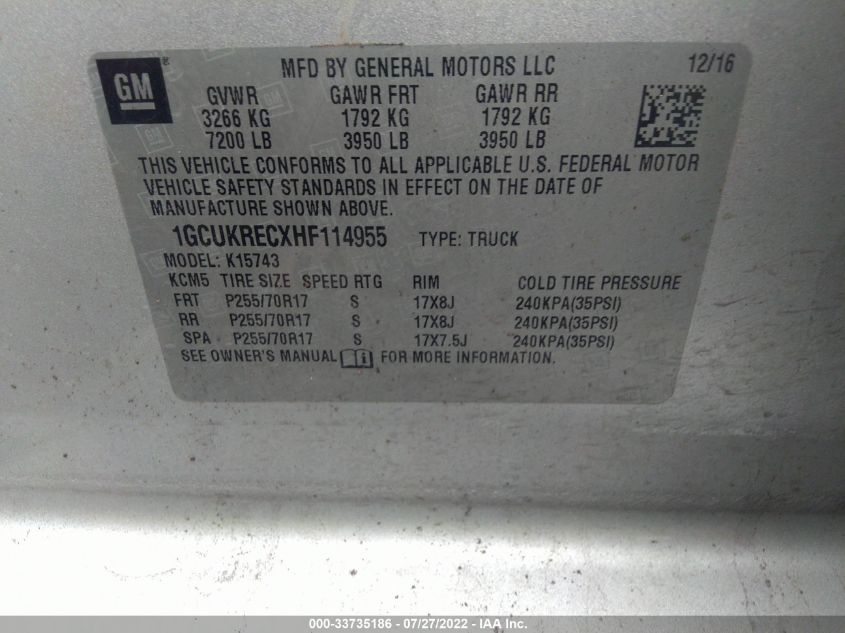 GM ®
MFD BY GENERAL MOTORS LLC 12/16
GVWR GAWR FRT GAWR RR
3266 KG 1792 KG 1792 KG
7200 LB 3950 LB 3950 LB
THIS VEHICLE CONFORMS TO ALL APPLICABLE U.S. FEDERAL MOTOR
VEHICLE SAFETY STANDARDS IN EFFECT ON THE DATE OF
MANUFACTURE SHOWN ABOVE.
1GCUKRECXHF114955 TYPE: TRUCK
MODEL: K15743
KCM5 TIRE SIZE SPEED RTG RIM COLD TIRE PRESSURE
FRT P255/70R17 S 17X8J 240KPA(35PSI)
RR P255/70R17 S 17X8J 240KPA(35PSI)
SPA P255/70R17 S 17X7.5J 240KPA(35PSI)
SEE OWNER'S MANUAL FOR MORE INFORMATION.
000-33735186 - 07/27/2022 - IAA Inc.